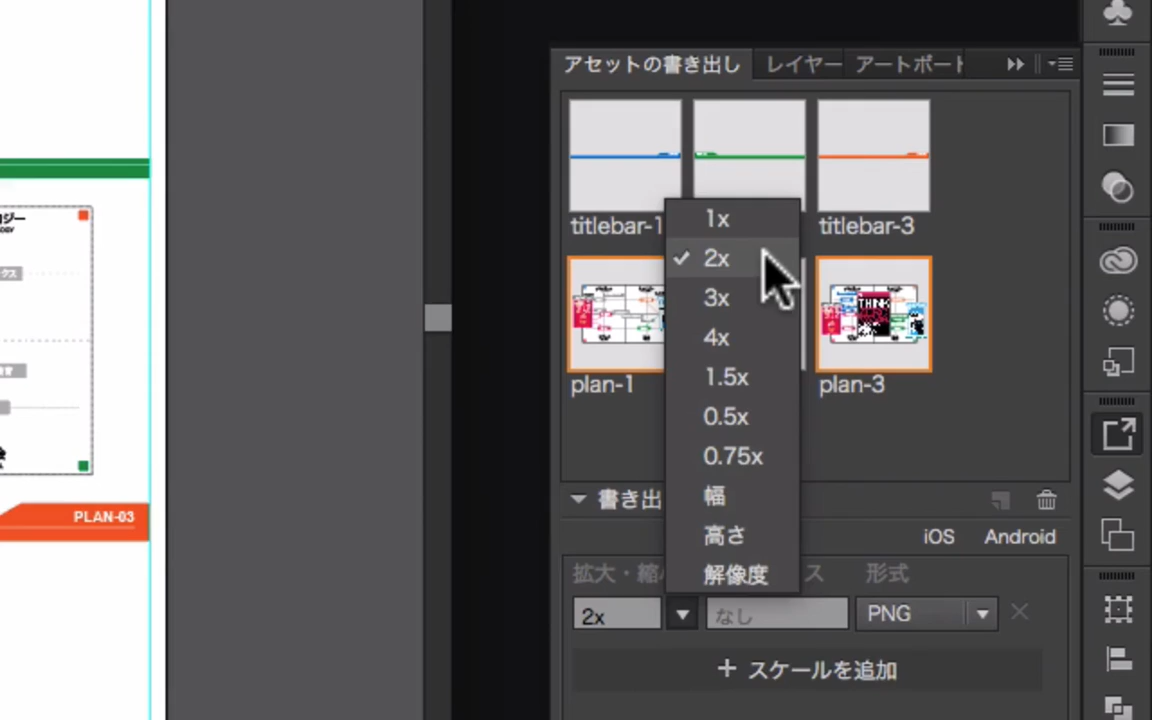 アセットの書き出し
レイヤー
アートボート
titlebar-1
titlebar-3
1x
2x
3x
4x
1.5x
0.5x
0.75x
幅
高さ
解像度
plan-1
plan-3
クス
PLAN-03
書き出
iOS
Android
拡大・縮
ス
形式
2x
なし
PNG
スケールを追加
THINK